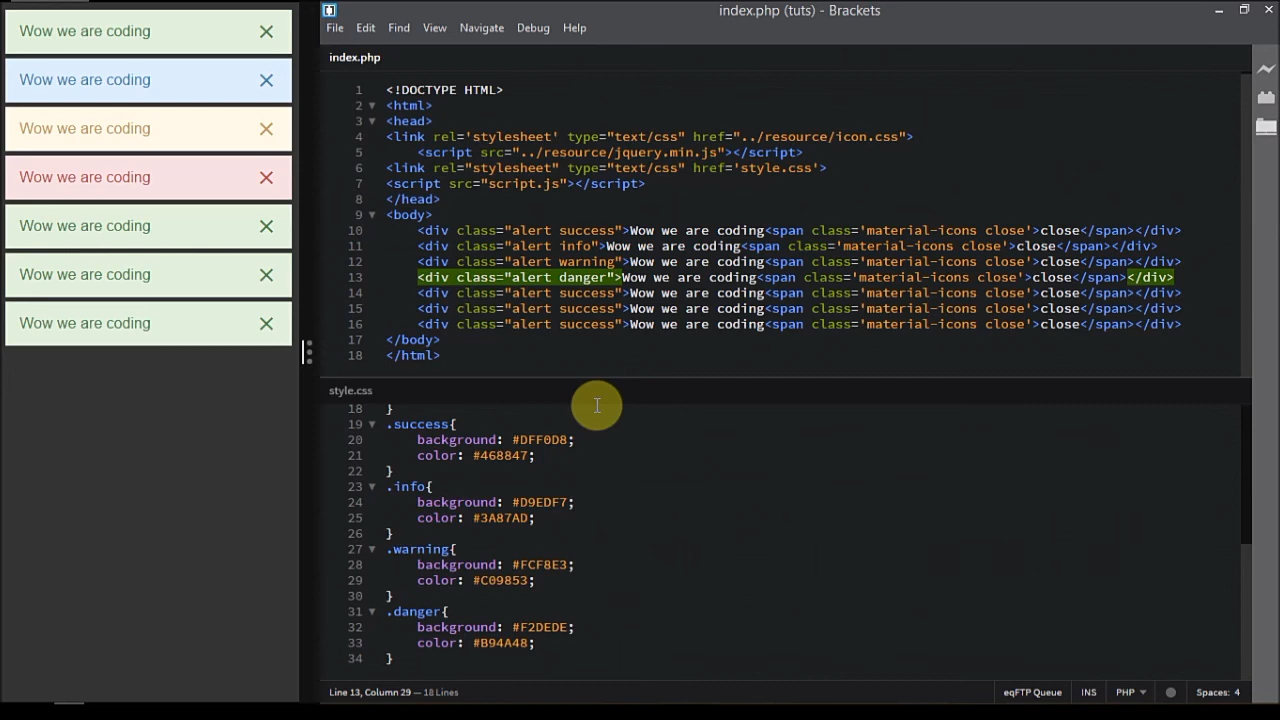 Wow we are coding
Wow we are coding
Wow we are coding
Wow we are coding
Wow we are coding
Wow we are coding
Wow we are coding
index.php (tuts) - Brackets
File Edit Find View Navigate Debug Help
index.php
1 <!DOCTYPE HTML>
2 <html>
3 <head>
4 <link rel='stylesheet' type="text/css" href="../resource/icon.css">
5 <script src="../resource/jquery.min.js"></script>
6 <link rel="stylesheet" type="text/css" href='style.css'>
7 <script src="script.js"></script>
8 </head>
9 <body>
10 <div class="alert success">Wow we are coding<span class='material-icons close'>close</span></div>
11 <div class="alert info">Wow we are coding<span class='material-icons close'>close</span></div>
12 <div class="alert warning">Wow we are coding<span class='material-icons close'>close</span></div>
13 <div class="alert danger">Wow we are coding<span class='material-icons close'>close</span></div>
14 <div class="alert success">Wow we are coding<span class='material-icons close'>close</span></div>
15 <div class="alert success">Wow we are coding<span class='material-icons close'>close</span></div>
16 <div class="alert success">Wow we are coding<span class='material-icons close'>close</span></div>
17 </body>
18 </html>
style.css
18 }
19 .success{
20 background: #DFF0D8;
21 color: #468847;
22 }
23 .info{
24 background: #D9EDF7;
25 color: #3A87AD;
26 }
27 .warning{
28 background: #FCF8E3;
29 color: #C09853;
30 }
31 .danger{
32 background: #F2DEDE;
33 color: #B94A48;
34 }
Line 13, Column 29 — 18 Lines
eqFTP Queue INS PHP Spaces: 4